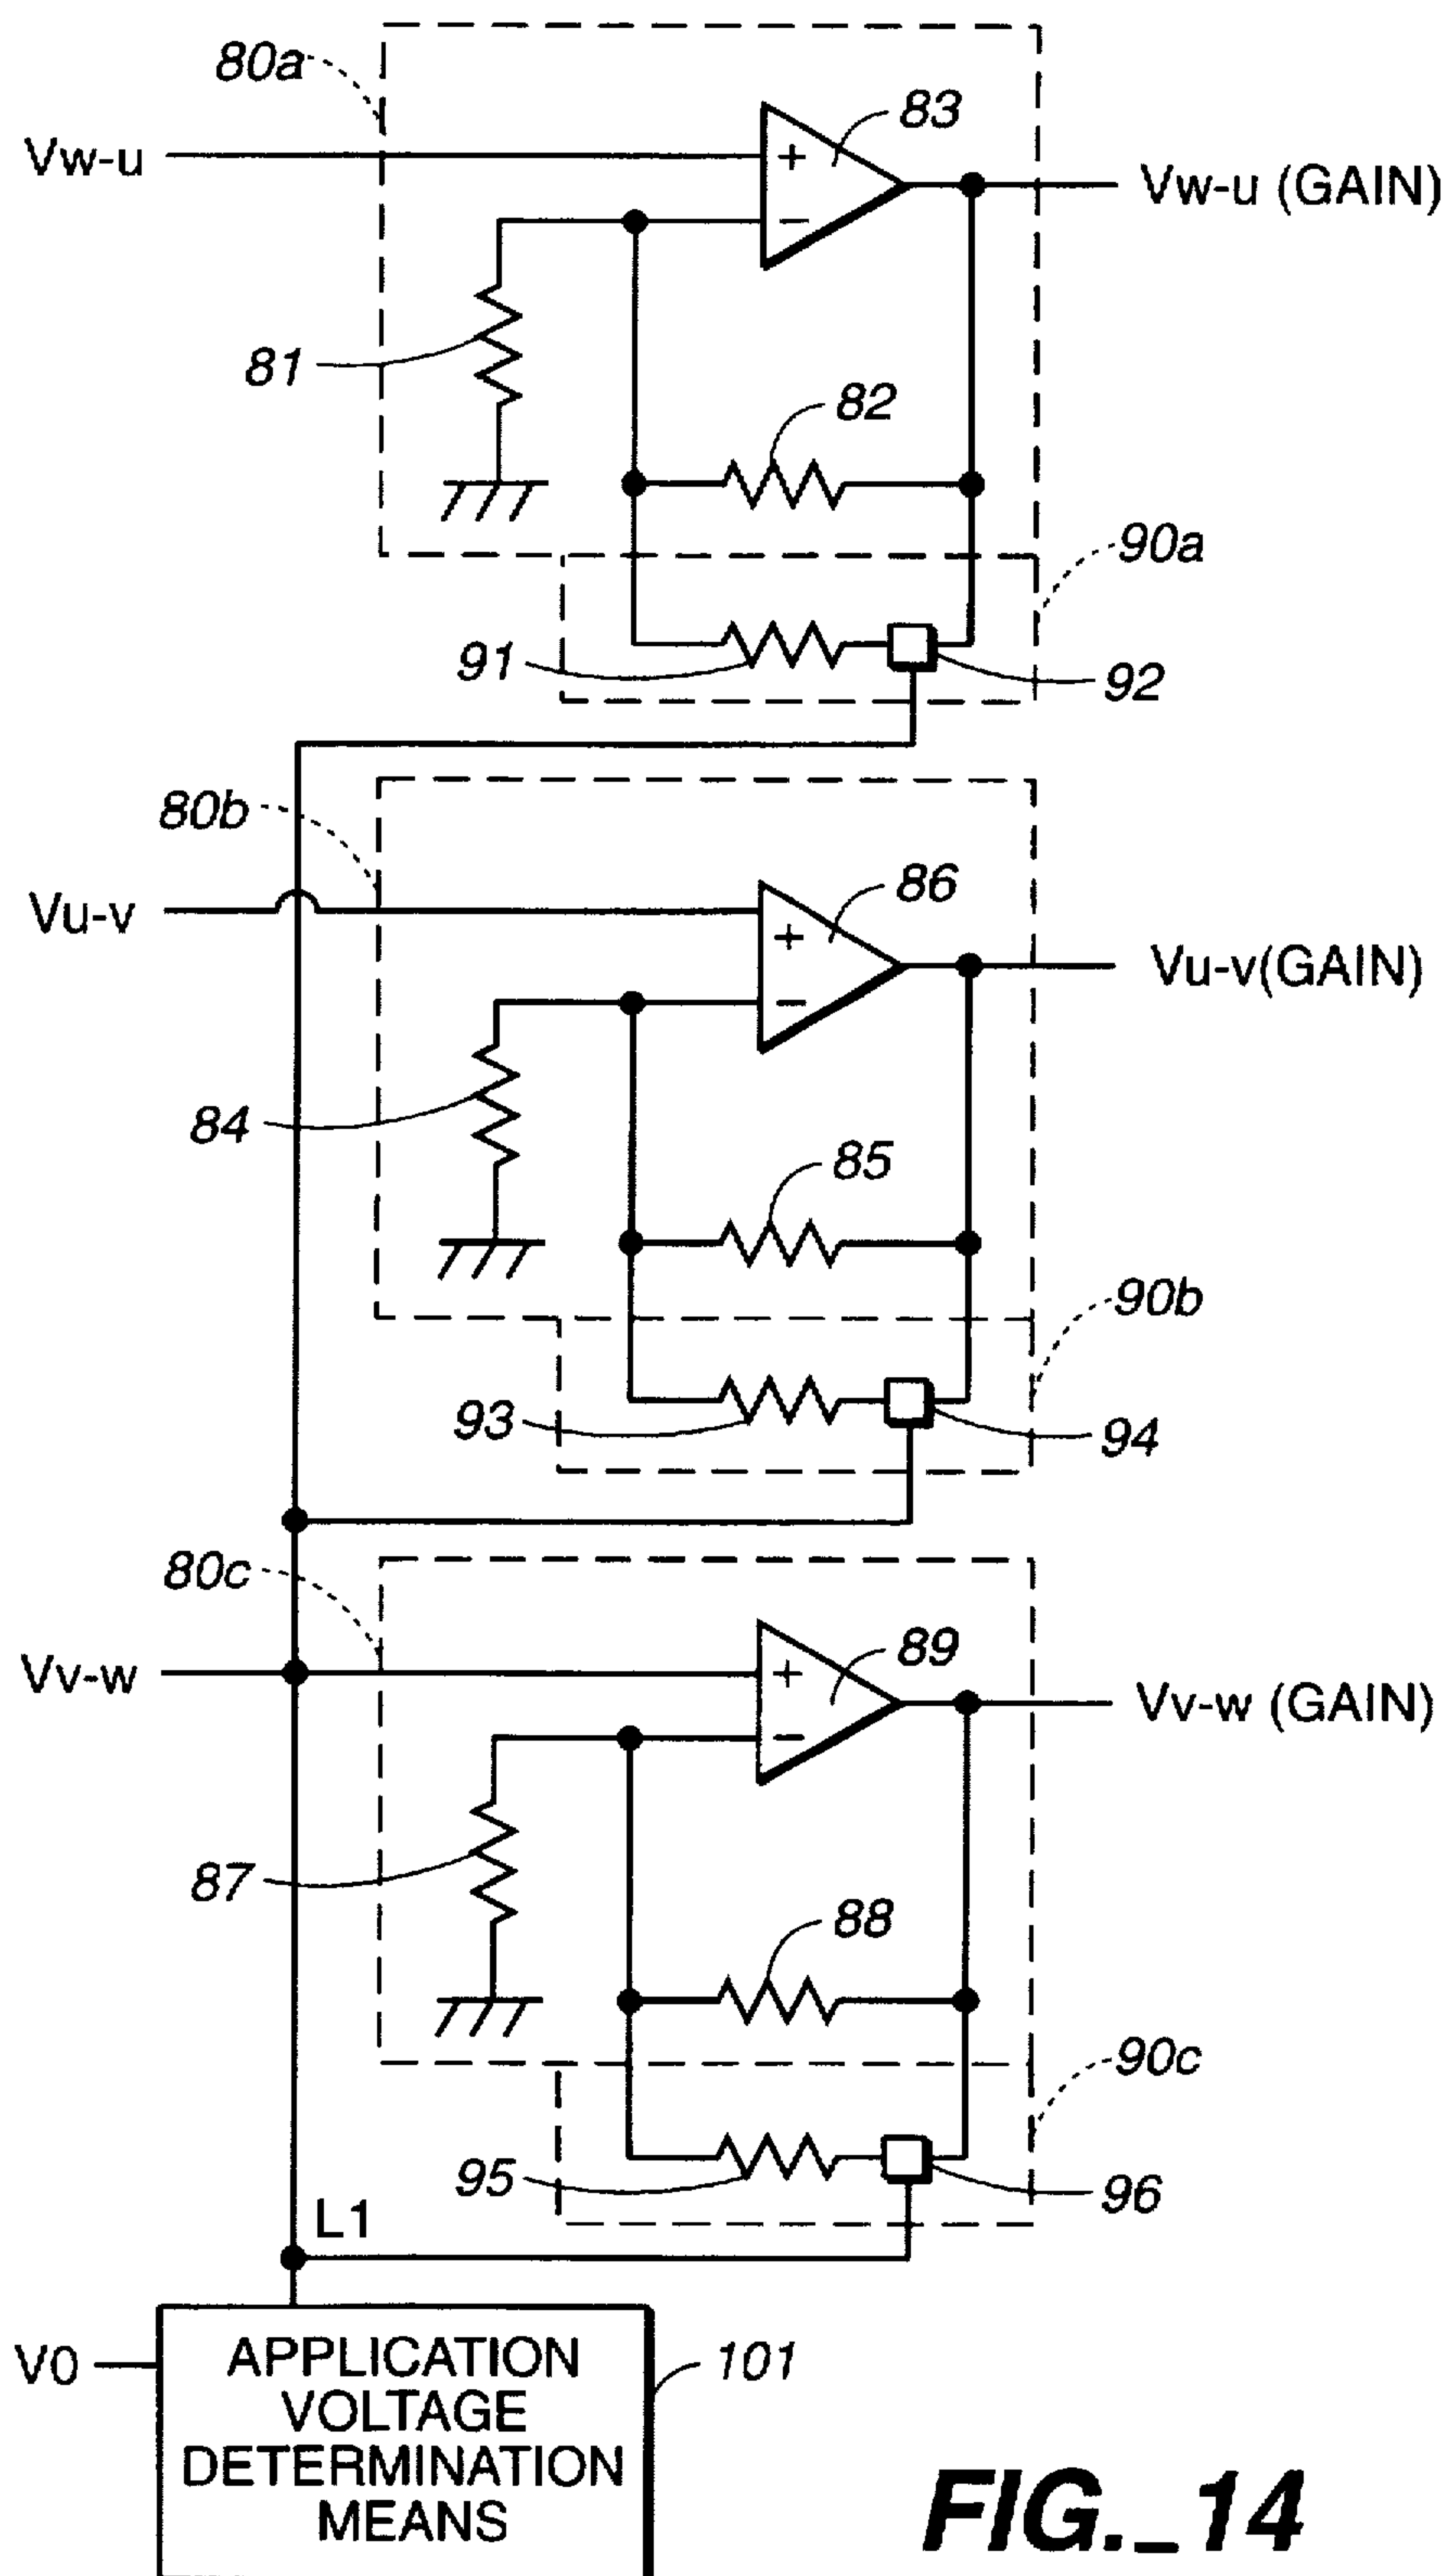 80a
83
Vw-u
+
Vw-u (GAIN)
−
81
82
90a
91
92
80b
86
Vu-v
+
Vu-v(GAIN)
−
84
85
90b
93
94
80c
89
Vv-w
+
Vv-w (GAIN)
−
87
88
90c
95
96
L1
V0
APPLICATION
VOLTAGE
DETERMINATION
MEANS
101
FIG._14